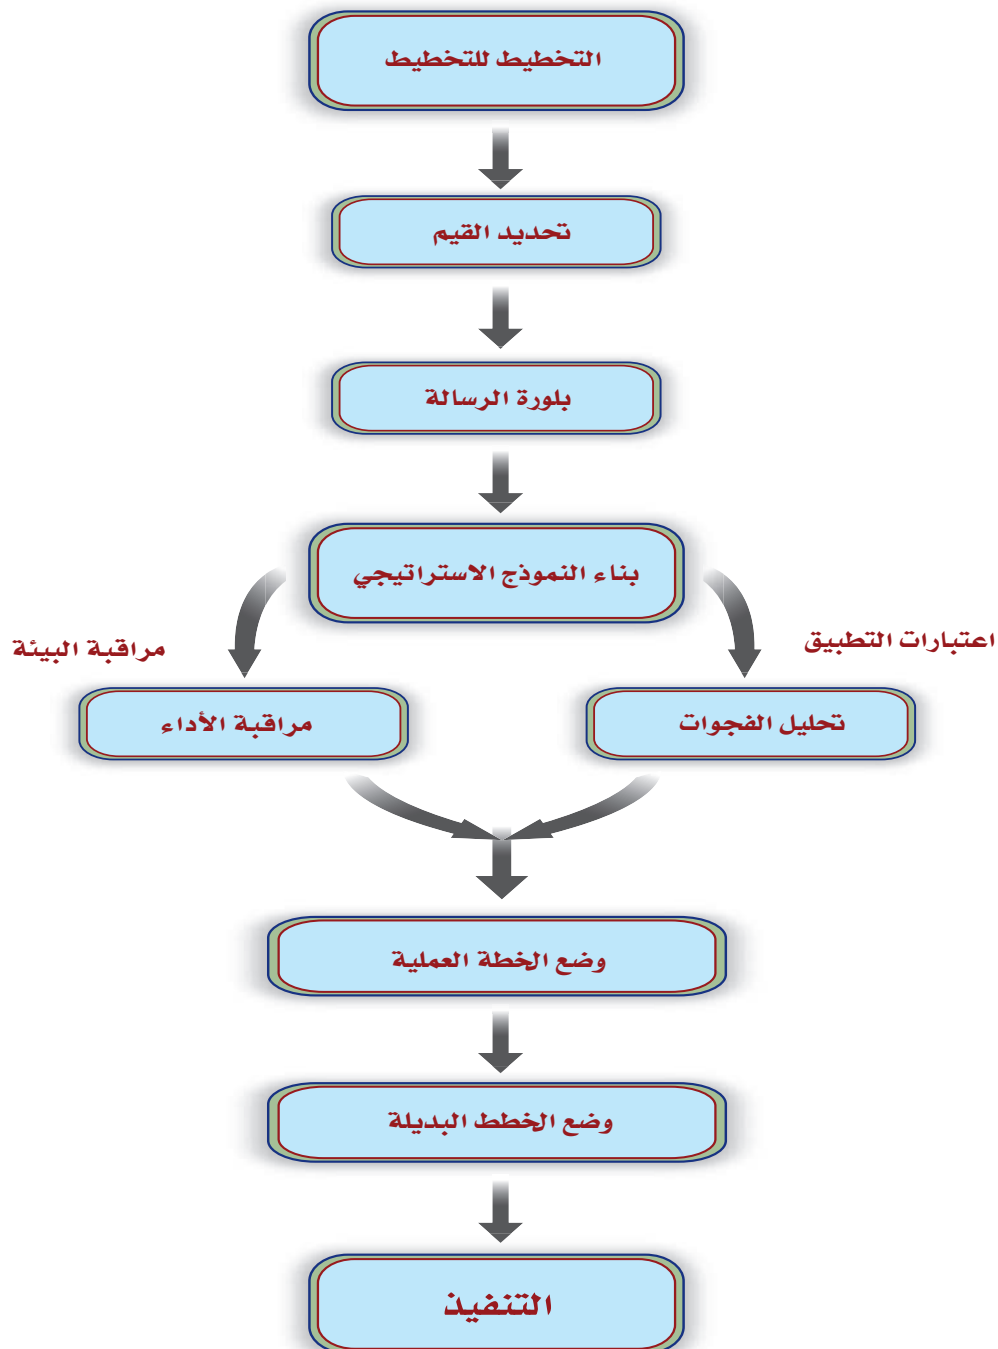 التخطيط للتخطيط
تحديد القيم
بلورة الرسالة
بناء النموذج الاستراتيجي
اعتبارات التطبيق
مراقبة البيئة
تحليل الفجوات
مراقبة الأداء
وضع الخطة العملية
وضع الخطط البديلة
التنفيذ